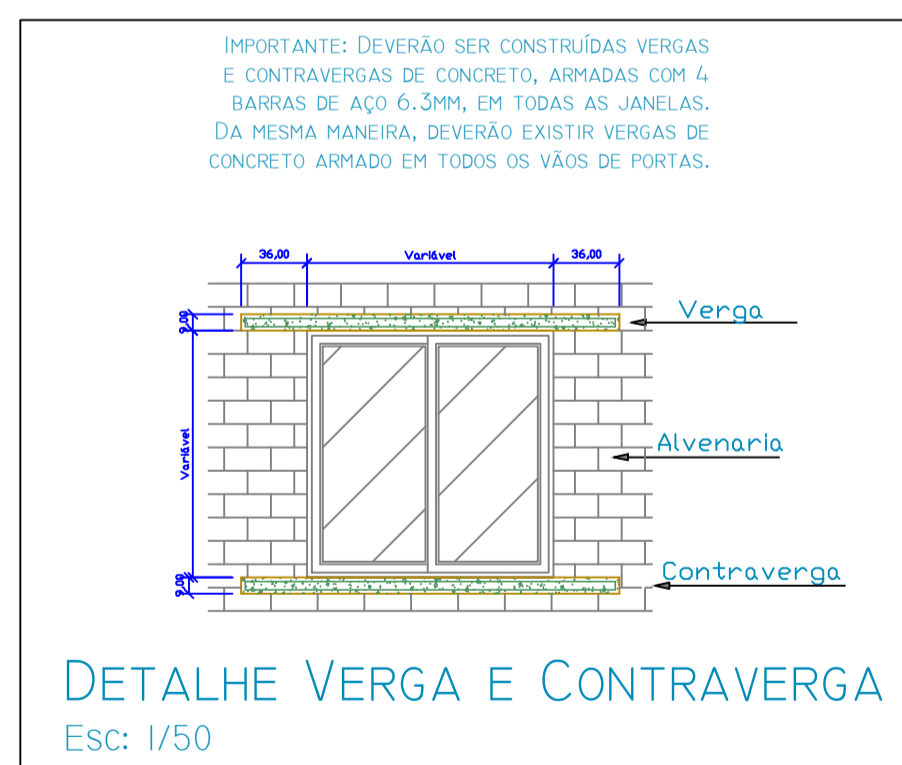 IMPORTANTE: DEVERÃO SER CONSTRUÍDAS VERGAS
E CONTRAVERGAS DE CONCRETO, ARMADAS COM 4
BARRAS DE AÇO 6.3MM, EM TODAS AS JANELAS.
DA MESMA MANEIRA, DEVERÃO EXISTIR VERGAS DE
CONCRETO ARMADO EM TODOS OS VÃOS DE PORTAS.
36,00
Variável
36,00
9,00
Verga
Variável
Alvenaria
9,00
Contraverga
DETALHE VERGA E CONTRAVERGA
ESC: 1/50